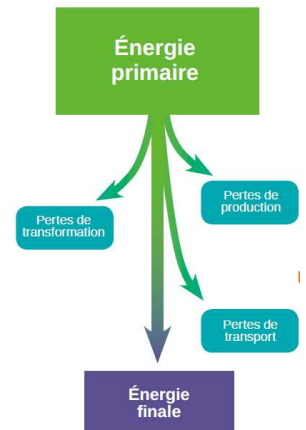 Énergie
primaire
Pertes de
production
Pertes de
transformation
Pertes de
transport
Énergie
finale